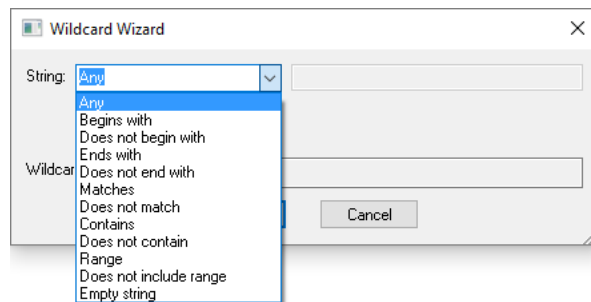 Wildcard Wizard
String: Any
Any
Begins with
Does not begin with
Ends with
Does not end with
Matches
Does not match
Contains
Does not contain
Range
Does not include range
Empty string
Cancel